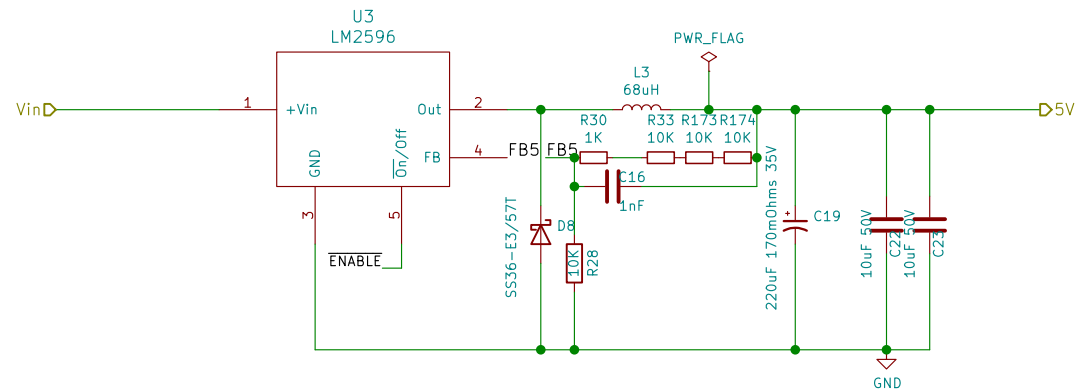 U3
LM2596
PWR_FLAG
L3
68uH
Vin
1
+Vin
Out
2
5V
R30
1K
R33
10K
R173
10K
R174
10K
FB
4
FB5
FB5
GND
On/Off
C16
1nF
3
5
ENABLE
SS36-E3/57T
D8
10K
R28
220uF 170mOhms 35V
C19
10uF 50V
C22
10uF 50V
C23
GND